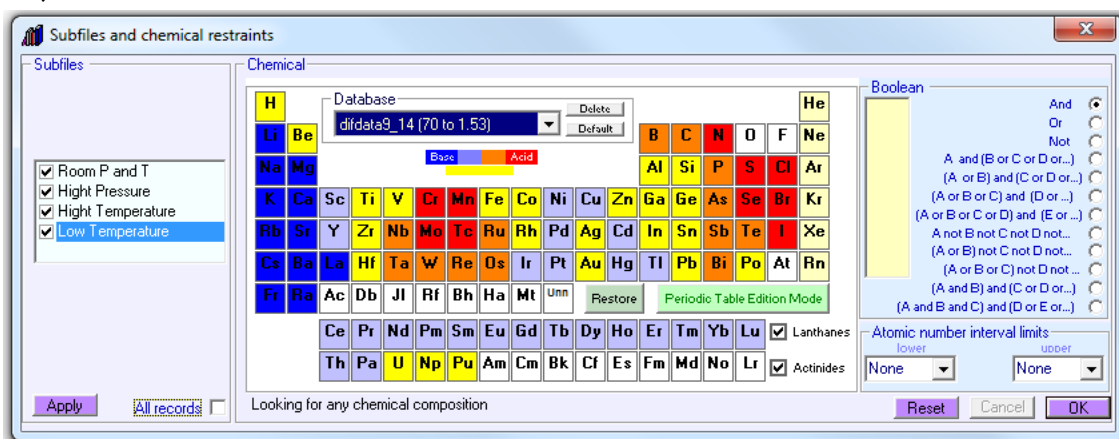 Subfiles and chemical restraints
x
Subfiles
Room P and T
Hight Pressure
Hight Temperature
Low Temperature
Apply
All records
Chemical
Database
difdata9_14 (70 to 1.53)
Delete
Default
Base
Acid
H He
Li Be B C N O F Ne
Na Mg Al Si P S Cl Ar
K Ca Sc Ti V Cr Mn Fe Co Ni Cu Zn Ga Ge As Se Br Kr
Rb Sr Y Zr Nb Mo Tc Ru Rh Pd Ag Cd In Sn Sb Te I Xe
Cs Ba La Hf Ta W Re Os Ir Pt Au Hg Tl Pb Bi Po At Rn
Fr Ra Ac Db Jl Rf Bh Ha Mt Unn Restore Periodic Table Edition Mode
Ce Pr Nd Pm Sm Eu Gd Tb Dy Ho Er Tm Yb Lu Lanthanes
Th Pa U Np Pu Am Cm Bk Cf Es Fm Md No Lr Actinides
Looking for any chemical composition
Boolean
And
Or
Not
A and (B or C or D or...)
(A or B) and (C or D or...)
(A or B or C) and (D or...)
(A or B or C or D) and (E or ...)
A not B not C not D not...
(A or B) not C not D not...
(A or B or C) not D not ...
(A and B) and (C or D or...)
(A and B and C) and (D or E or...)
Atomic number interval limits
lower upper
None None
Reset Cancel OK